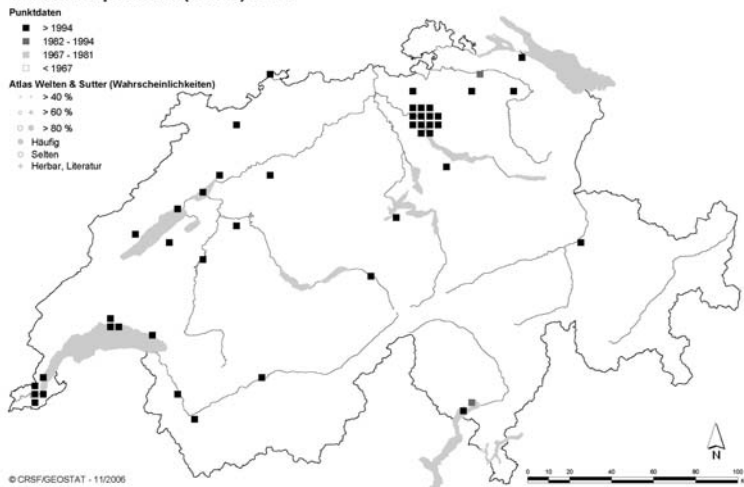 Punktdaten
> 1994
1982 - 1994
1967 - 1981
< 1967
Atlas Welten & Sutter (Wahrscheinlichkeiten)
> 40 %
> 60 %
> 80 %
Häufig
Selten
Herbar, Literatur
N
© CRSF/GEOSTAT - 11/2006
0 20 40 60 80 100